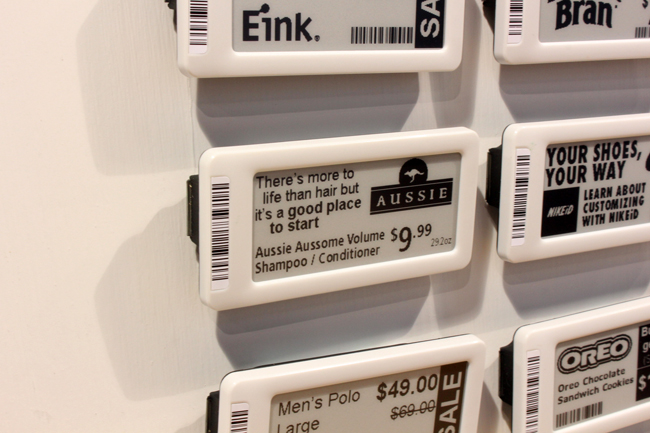 Eink.
SA
Bran
There's more to
life than hair but
it's a good place
to start
AUSSIE
Aussie Aussome Volume
Shampoo / Conditioner
$9.99
29.2oz
YOUR SHOES,
YOUR WAY
NIKEiD
LEARN ABOUT
CUSTOMIZING
WITH NIKEiD
Men's Polo
Large
$49.00
$69.00
SALE
OREO
Oreo Chocolate
Sandwich Cookies